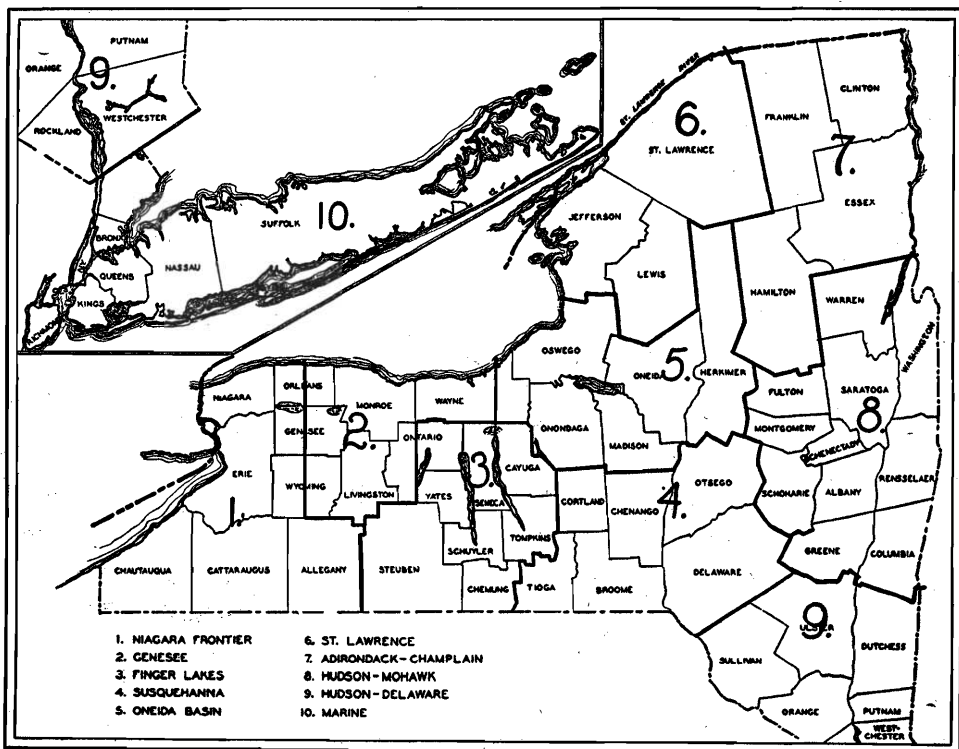 PUTNAM
ORANGE
9.
WESTCHESTER
ROCKLAND
SUFFOLK
10.
BRONX
QUEENS
NASSAU
KINGS
RICHMOND
ST. LAWRENCE RIVER
6.
ST. LAWRENCE
FRANKLIN
CLINTON
7.
ESSEX
JEFFERSON
LEWIS
HAMILTON
WARREN
WASHINGTON
OSWEGO
ONEIDA
5.
HERKIMER
FULTON
SARATOGA
8.
MONTGOMERY
SCHENECTADY
NIAGARA
ORLEANS
MONROE
WAYNE
GENESEE
2.
ONTARIO
ONONDAGA
MADISON
3.
CAYUGA
ERIE
WYOMING
LIVINGSTON
YATES
SENECA
CORTLAND
CHENANGO
4.
OTSEGO
SCHOHARIE
ALBANY
RENSSELAER
1.
SCHUYLER
TOMPKINS
GREENE
COLUMBIA
CHAUTAUQUA
CATTARAUGUS
ALLEGANY
STEUBEN
CHEMUNG
TIOGA
BROOME
DELAWARE
ULSTER
9.
SULLIVAN
DUTCHESS
ORANGE
PUTNAM
WEST-
CHESTER
1. NIAGARA FRONTIER
2. GENESEE
3. FINGER LAKES
4. SUSQUEHANNA
5. ONEIDA BASIN
6. ST. LAWRENCE
7. ADIRONDACK-CHAMPLAIN
8. HUDSON-MOHAWK
9. HUDSON-DELAWARE
10. MARINE